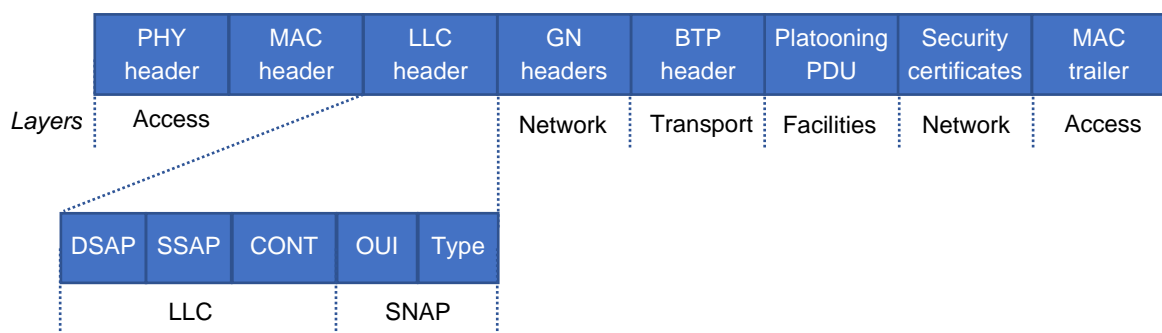 PHY header
MAC header
LLC header
GN headers
BTP header
Platooning PDU
Security certificates
MAC trailer
Layers
Access
Network
Transport
Facilities
Network
Access
DSAP
SSAP
CONT
OUI
Type
LLC
SNAP